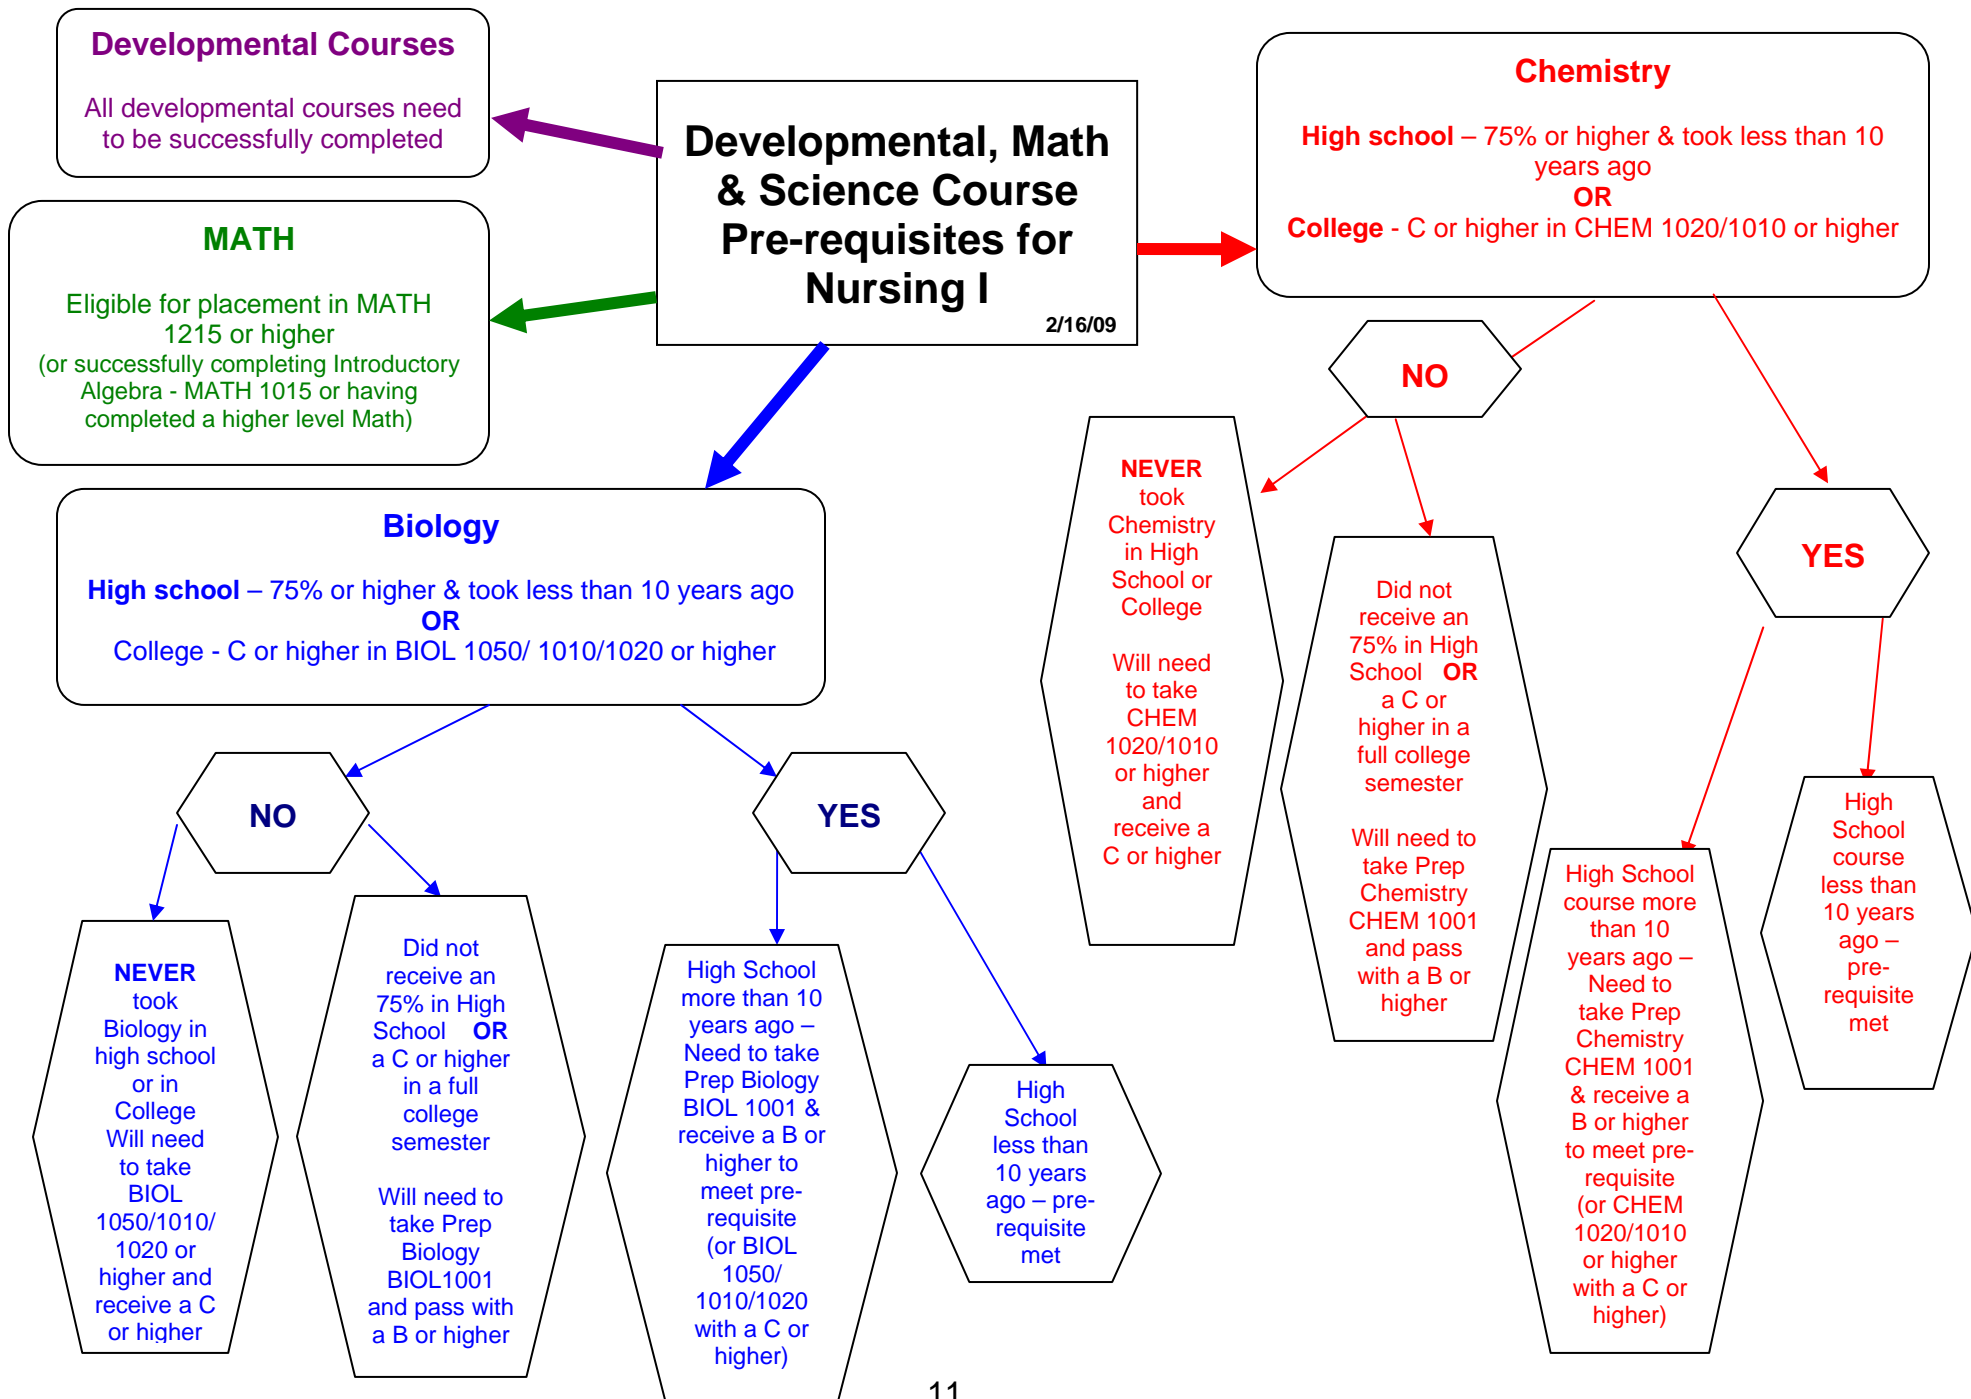 Developmental Courses
All developmental courses need
to be successfully completed
Developmental, Math
& Science Course
Pre-requisites for
Nursing I
2/16/09
Chemistry
High school – 75% or higher & took less than 10
years ago
OR
College - C or higher in CHEM 1020/1010 or higher
MATH
Eligible for placement in MATH
1215 or higher
(or successfully completing Introductory
Algebra - MATH 1015 or having
completed a higher level Math)
Biology
High school – 75% or higher & took less than 10 years ago
OR
College - C or higher in BIOL 1050/ 1010/1020 or higher
NO
NEVER
took
Chemistry
in High
School or
College
Will need
to take
CHEM
1020/1010
or higher
and
receive a
C or higher
Did not
receive an
75% in High
School OR
a C or
higher in a
full college
semester
Will need to
take Prep
Chemistry
CHEM 1001
and pass
with a B or
higher
YES
High School
course more
than 10
years ago –
Need to
take Prep
Chemistry
CHEM 1001
& receive a
B or higher
to meet pre-
requisite
(or CHEM
1020/1010
or higher
with a C or
higher)
High
School
course
less than
10 years
ago –
pre-
requisite
met
NO
NEVER
took
Biology in
high school
or in
College
Will need
to take
BIOL
1050/1010/
1020 or
higher and
receive a C
or higher
Did not
receive an
75% in High
School OR
a C or higher
in a full
college
semester
Will need to
take Prep
Biology
BIOL1001
and pass with
a B or higher
YES
High School
more than 10
years ago –
Need to take
Prep Biology
BIOL 1001 &
receive a B or
higher to
meet pre-
requisite
(or BIOL
1050/
1010/1020
with a C or
higher)
High
School
less than
10 years
ago – pre-
requisite
met
11